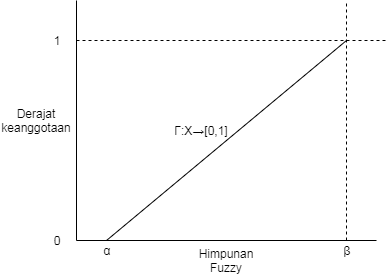 1
Derajat
keanggotaan
Γ:X→[0,1]
0
α
Himpunan
Fuzzy
β